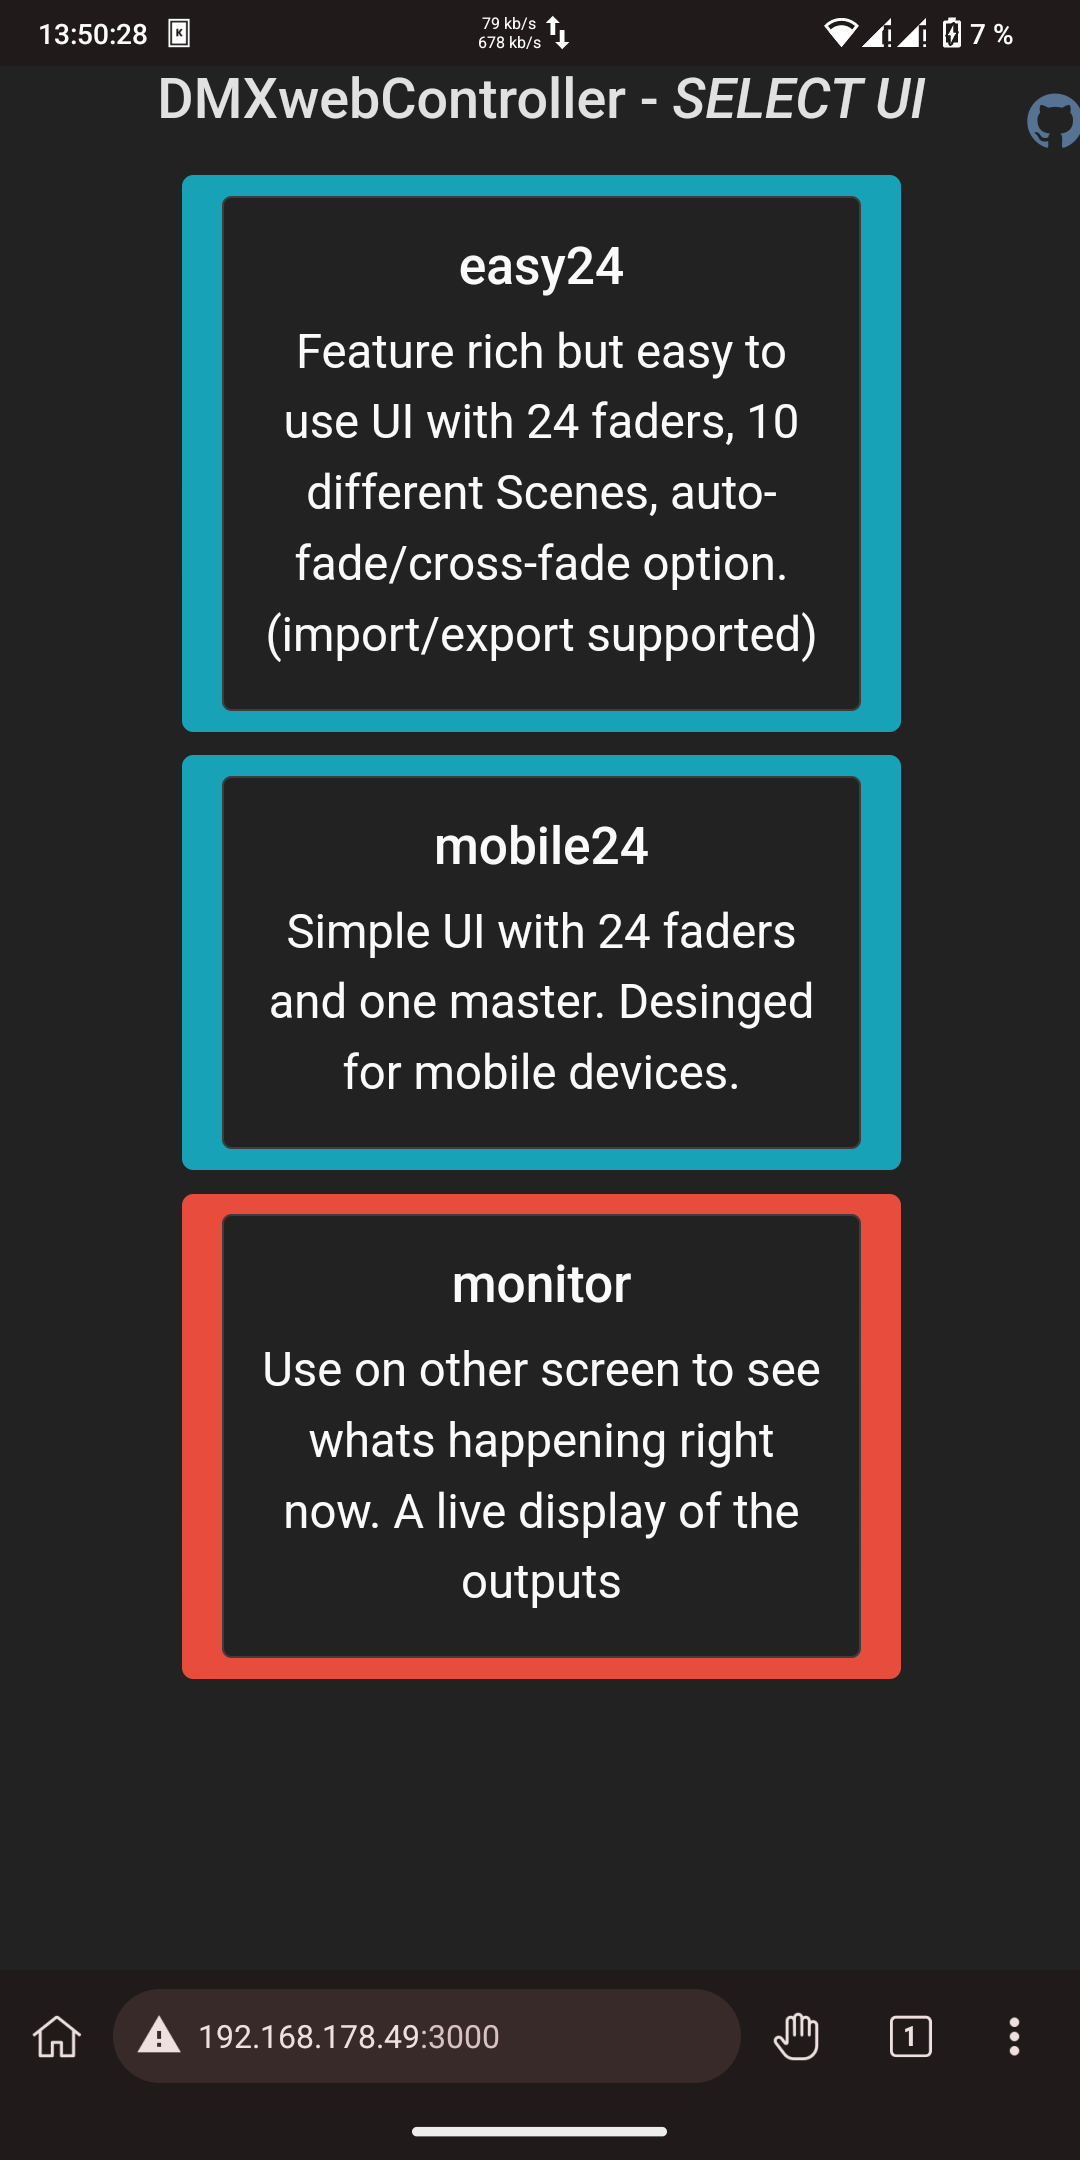 13:50:28
K
79 kb/s
678 kb/s
7 %
DMXwebController - SELECT UI
easy24
Feature rich but easy to
use UI with 24 faders, 10
different Scenes, auto-
fade/cross-fade option.
(import/export supported)
mobile24
Simple UI with 24 faders
and one master. Desinged
for mobile devices.
monitor
Use on other screen to see
whats happening right
now. A live display of the
outputs
192.168.178.49:3000
1